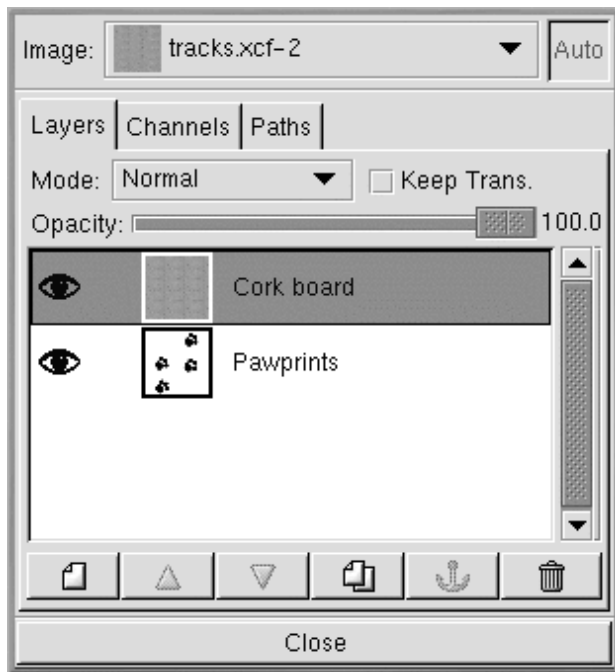 Image: tracks.xcf-2 Auto
Layers Channels Paths
Mode: Normal Keep Trans.
Opacity: 100.0
Cork board
Pawprints
Close